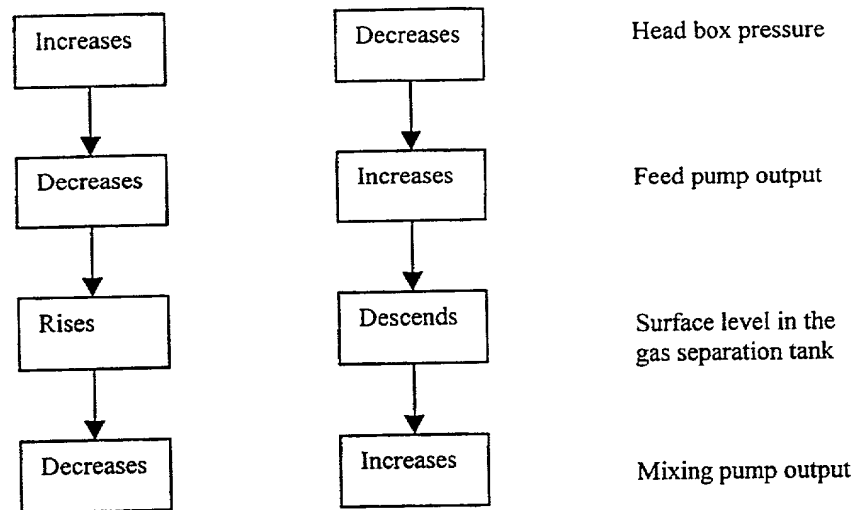 Increases
Decreases
Head box pressure
Decreases
Increases
Feed pump output
Rises
Descends
Surface level in the
gas separation tank
Decreases
Increases
Mixing pump output